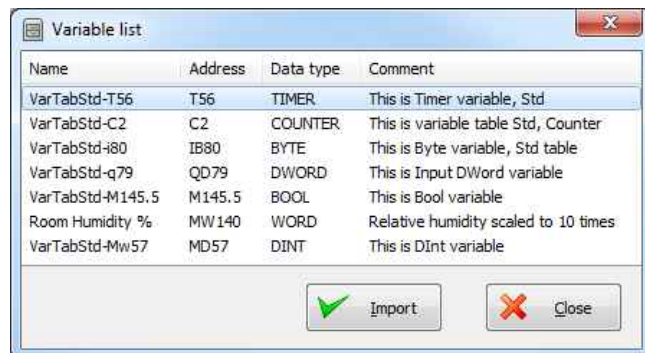 Variable list
Name Address Data type Comment
VarTabStd-T56 T56 TIMER This is Timer variable, Std
VarTabStd-C2 C2 COUNTER This is variable table Std, Counter
VarTabStd-i80 IB80 BYTE This is Byte variable, Std table
VarTabStd-q79 QD79 DWORD This is Input DWord variable
VarTabStd-M145.5 M145.5 BOOL This is Bool variable
Room Humidity % MW140 WORD Relative humidity scaled to 10 times
VarTabStd-Mw57 MD57 DINT This is DInt variable
Import Close